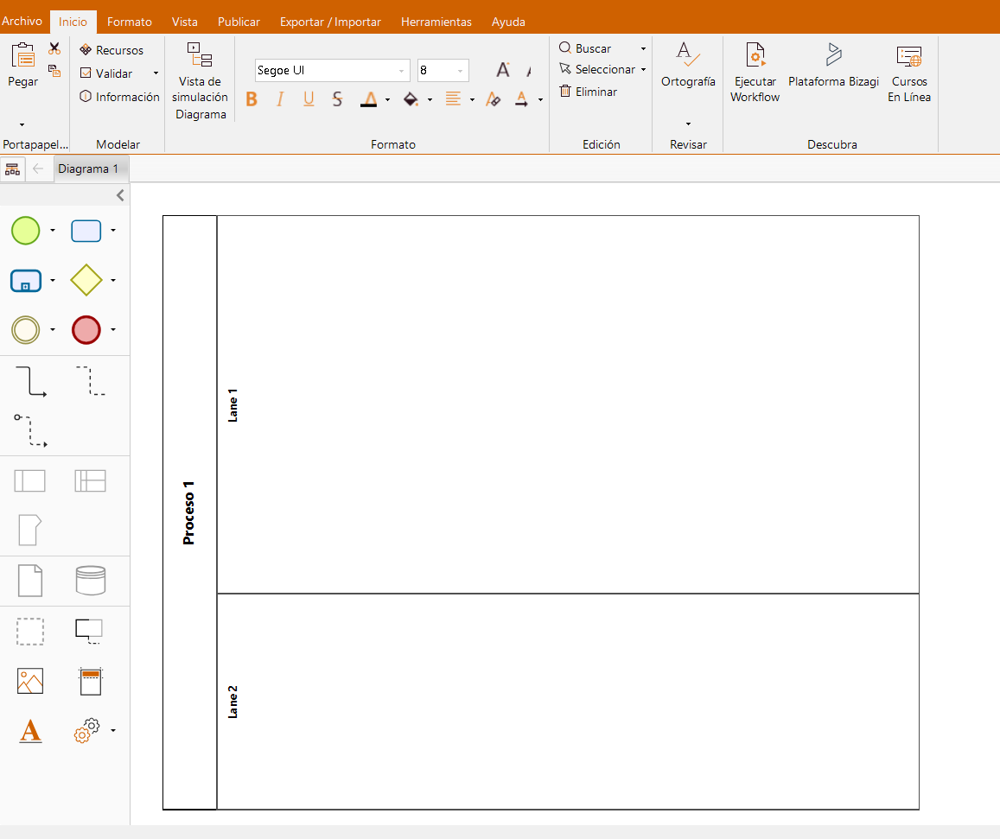 Archivo Inicio Formato Vista Publicar Exportar / Importar Herramientas Ayuda
Pegar
Portapapel...
Recursos
Validar
Información
Modelar
Vista de
simulación
Diagrama
Segoe UI 8
B I U S
Formato
Buscar
Seleccionar
Eliminar
Edición
Ortografía
Revisar
Ejecutar
Workflow
Plataforma Bizagi
Cursos
En Línea
Descubra
Diagrama 1
Proceso 1
Lane 1
Lane 2